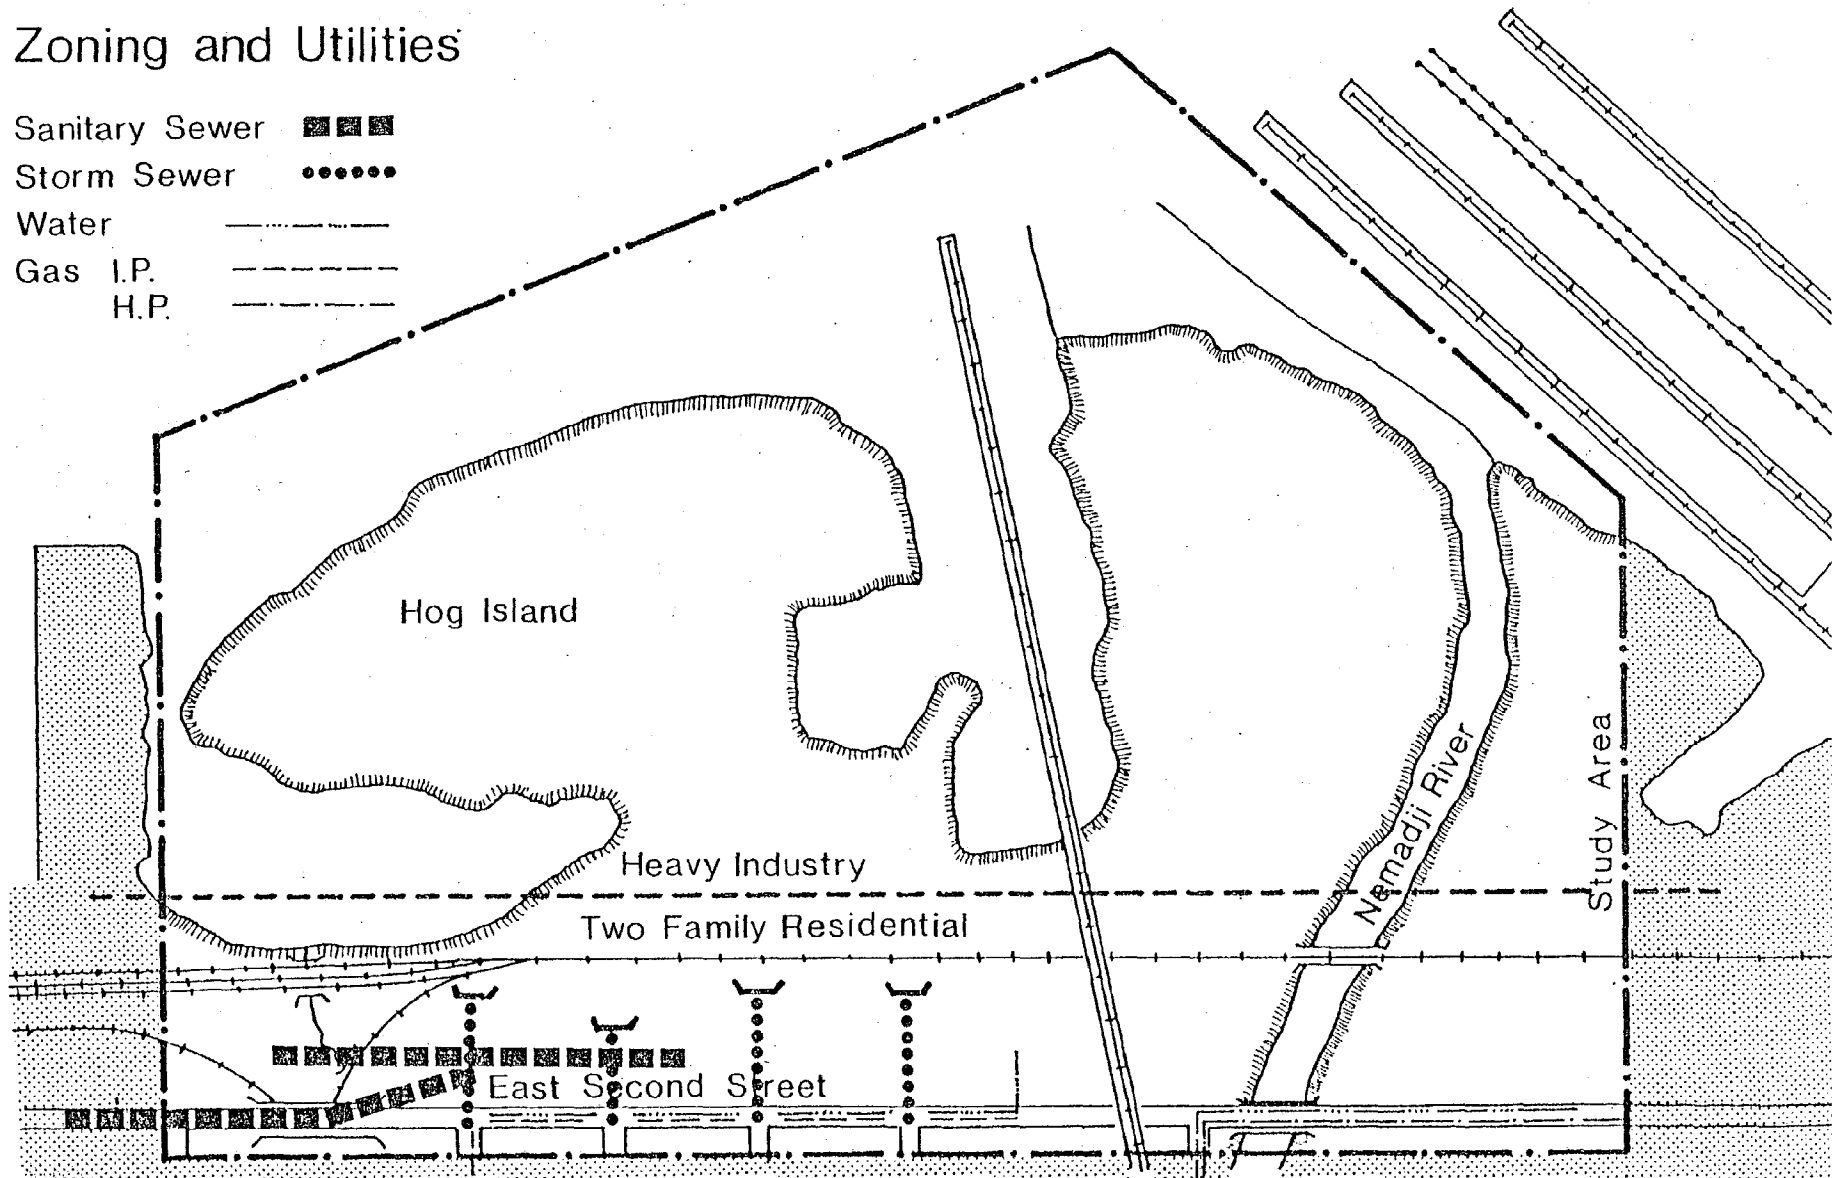 Zoning and Utilities
Sanitary Sewer
Storm Sewer
Water
Gas I.P.
H.P.
Hog Island
Heavy Industry
Two Family Residential
Nemadji River
Study Area
East Second Street